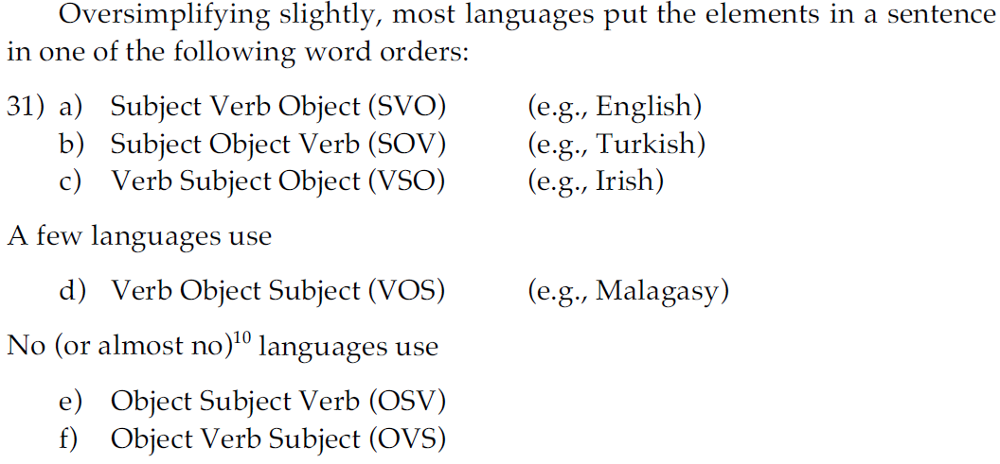 Oversimplifying slightly, most languages put the elements in a sentence
in one of the following word orders:
31) a) Subject Verb Object (SVO) (e.g., English)
b) Subject Object Verb (SOV) (e.g., Turkish)
c) Verb Subject Object (VSO) (e.g., Irish)
A few languages use
d) Verb Object Subject (VOS) (e.g., Malagasy)
No (or almost no)¹⁰ languages use
e) Object Subject Verb (OSV)
f) Object Verb Subject (OVS)